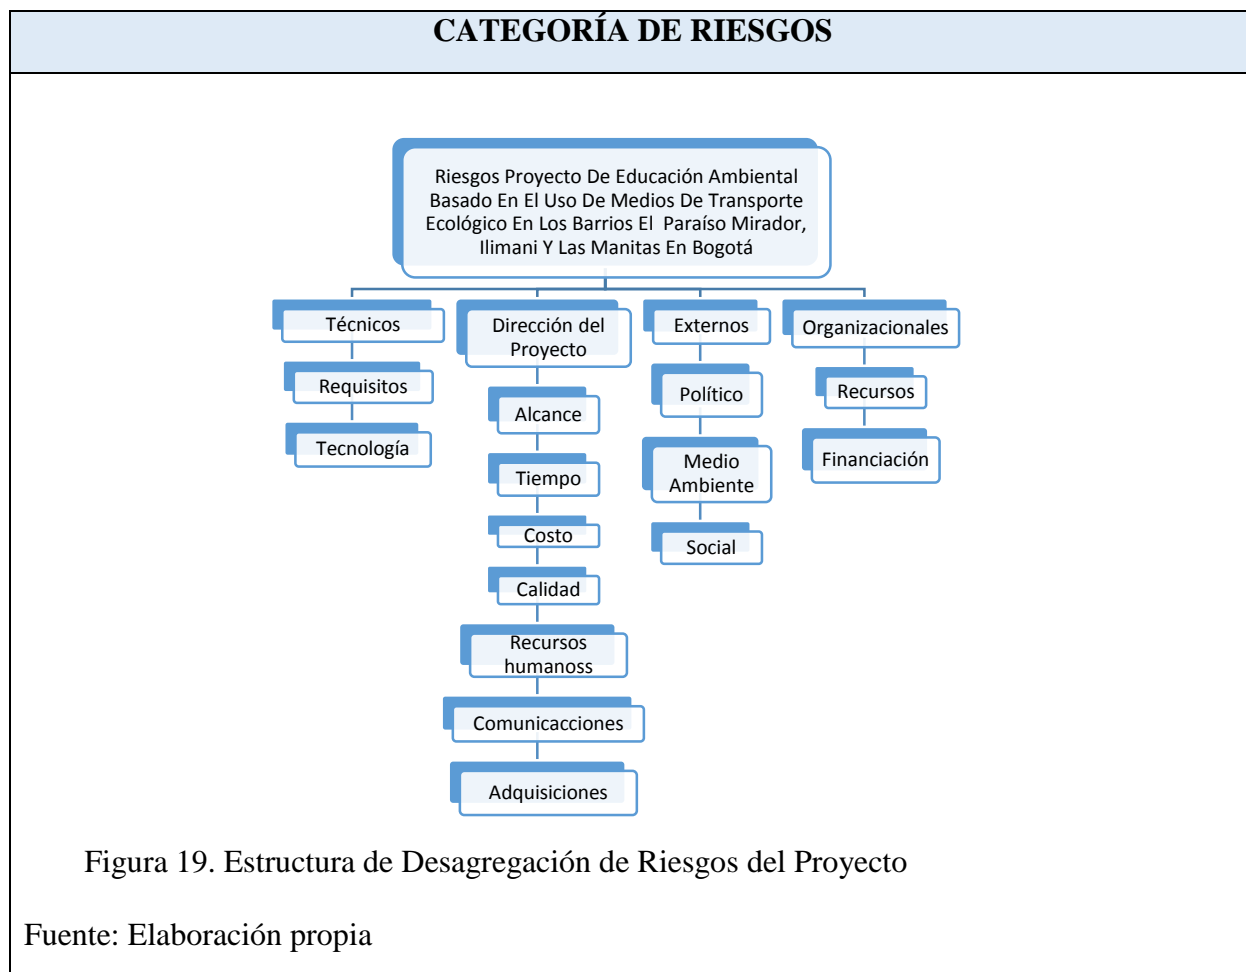 CATEGORÍA DE RIESGOS
Riesgos Proyecto De Educación Ambiental
Basado En El Uso De Medios De Transporte
Ecológico En Los Barrios El Paraíso Mirador,
Ilimani Y Las Manitas En Bogotá
Técnicos
Requisitos
Tecnología
Dirección del
Proyecto
Alcance
Tiempo
Costo
Calidad
Recursos
humanoss
Comunicacciones
Adquisiciones
Externos
Político
Medio
Ambiente
Social
Organizacionales
Recursos
Financiación
Figura 19. Estructura de Desagregación de Riesgos del Proyecto
Fuente: Elaboración propia